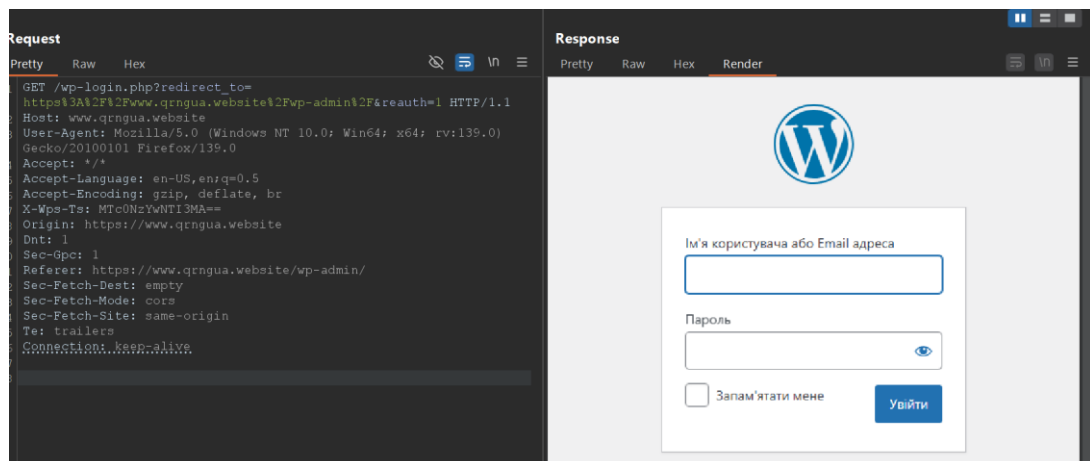 Request
Pretty Raw Hex
\n
GET /wp-login.php?redirect_to=
https%3A%2F%2Fwww.qrngua.website%2Fwp-admin%2F&reauth=1 HTTP/1.1
Host: www.qrngua.website
User-Agent: Mozilla/5.0 (Windows NT 10.0; Win64; x64; rv:139.0)
Gecko/20100101 Firefox/139.0
Accept: */*
Accept-Language: en-US,en;q=0.5
Accept-Encoding: gzip, deflate, br
X-Wps-Ts: MTc0NzYwNTI3MA==
Origin: https://www.qrngua.website
Dnt: 1
Sec-Gpc: 1
Referer: https://www.qrngua.website/wp-admin/
Sec-Fetch-Dest: empty
Sec-Fetch-Mode: cors
Sec-Fetch-Site: same-origin
Te: trailers
Connection: keep-alive
Response
Pretty Raw Hex Render
\n
Ім'я користувача або Email адреса
Пароль
Запам'ятати мене
Увійти